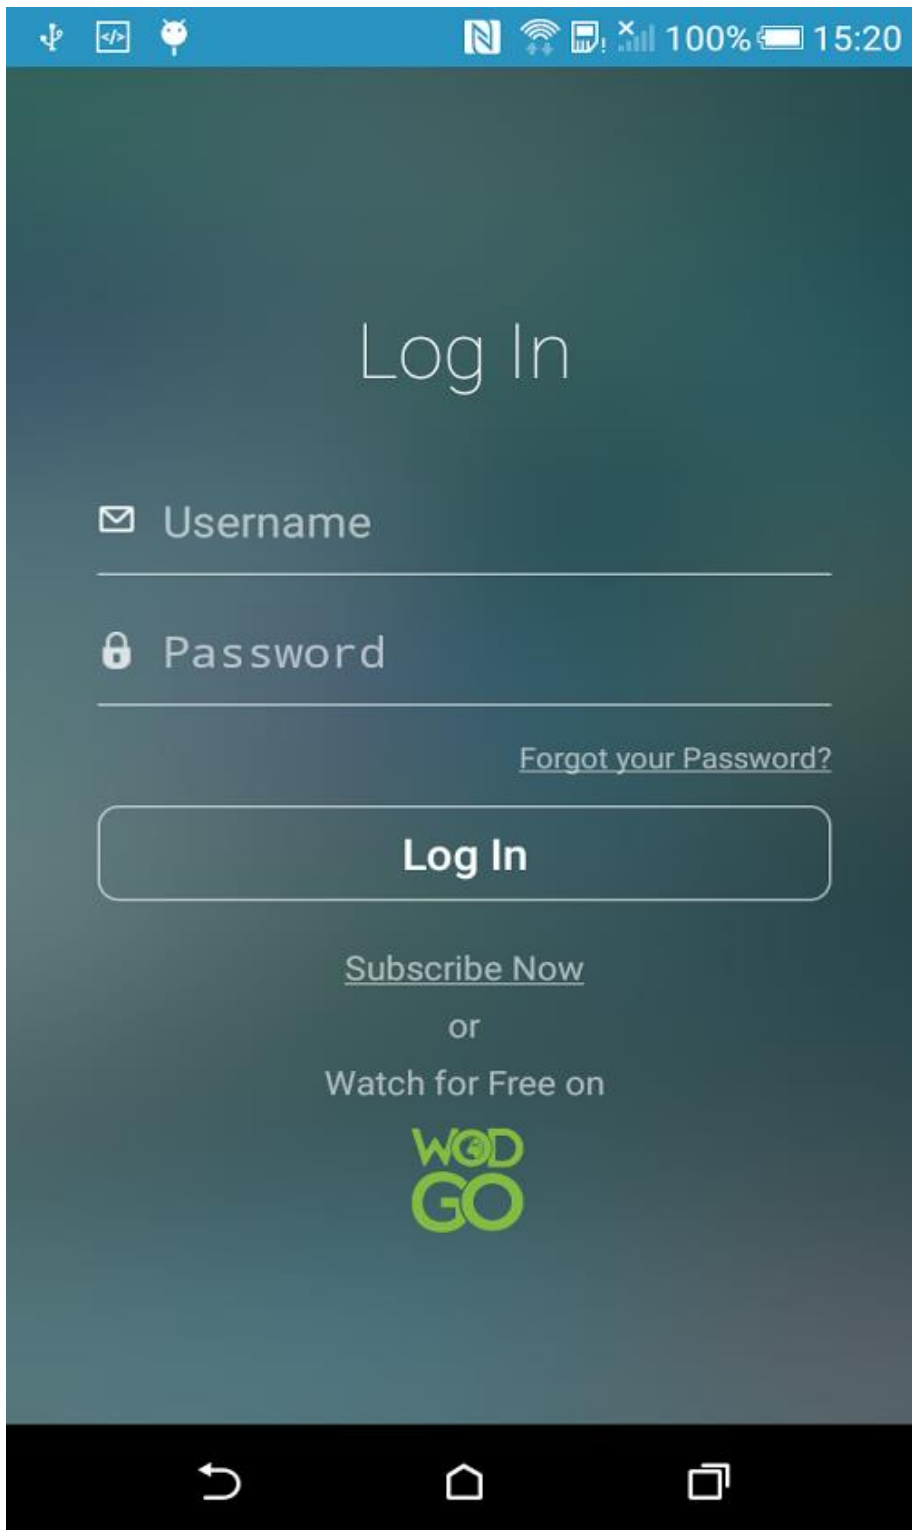 100% 15:20
Log In
Username
Password
Forgot your Password?
Log In
Subscribe Now
or
Watch for Free on
WOD
GO